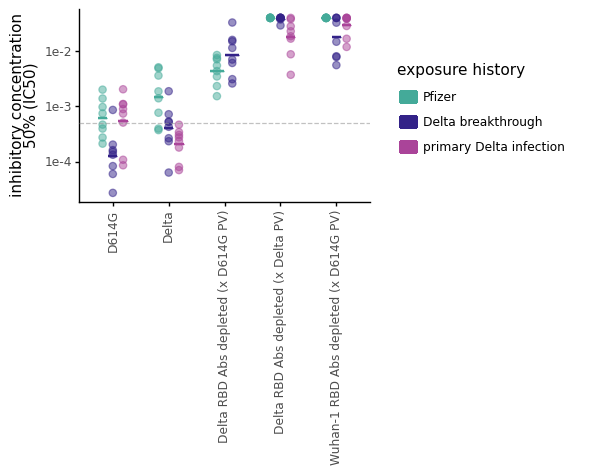 inhibitory concentration
50% (IC50)
1e-2
1e-3
1e-4
D614G
Delta
Delta RBD Abs depleted (x D614G PV)
Delta RBD Abs depleted (x Delta PV)
Wuhan-1 RBD Abs depleted (x D614G PV)
exposure history
Pfizer
Delta breakthrough
primary Delta infection